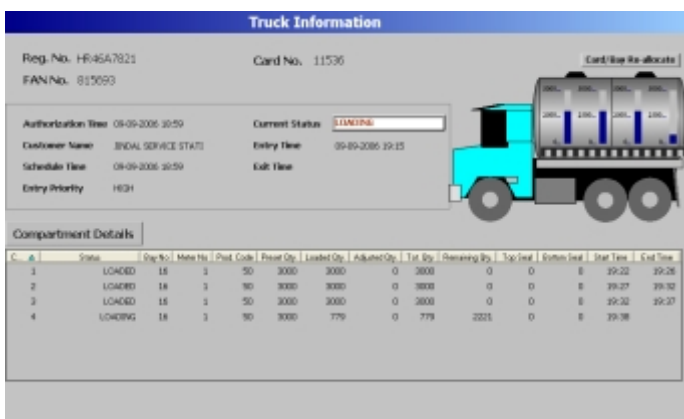 Truck Information
Reg. No. HR46A7821
Card No. 11536
Card/Bay Re-allocate
FAN No. 815693
Authorization Time 09-09-2006 18:59
Current Status LOADING
Customer Name JINDAL SERVICE STATI
Entry Time 09-09-2006 19:15
Schedule Time 09-09-2006 18:59
Exit Time
Entry Priority HIGH
Compartment Details
C... Status Bay No Meter No Prod. Code Preset Qty. Loaded Qty. Adjusted Qty. Tot. Qty. Remaining Qty. Top Seal Bottom Seal Start Time End Time
1 LOADED 16 1 50 3000 3000 0 3000 0 0 0 19:22 19:26
2 LOADED 16 1 50 3000 3000 0 3000 0 0 0 19:27 19:32
3 LOADED 16 1 50 3000 3000 0 3000 0 0 0 19:32 19:37
4 LOADING 16 1 50 3000 779 0 779 2221 0 0 19:38